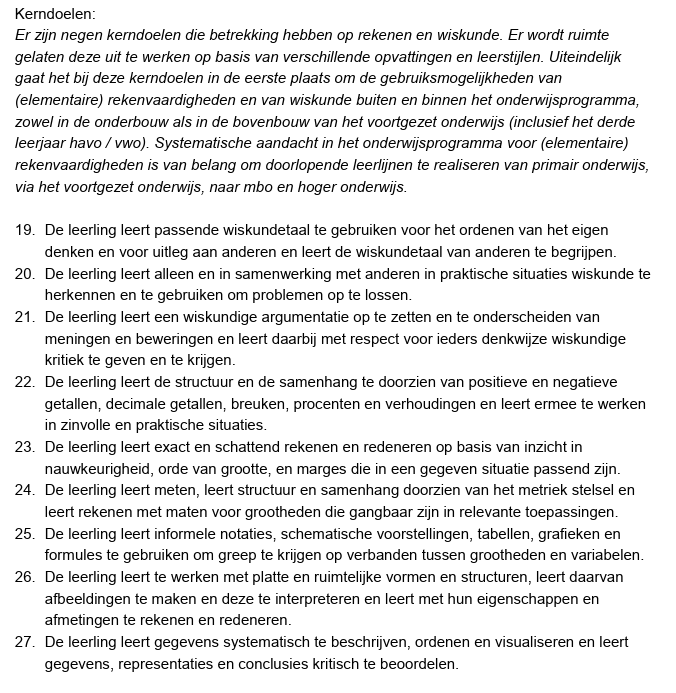 Kerndoelen:
Er zijn negen kerndoelen die betrekking hebben op rekenen en wiskunde. Er wordt ruimte
gelaten deze uit te werken op basis van verschillende opvattingen en leerstijlen. Uiteindelijk
gaat het bij deze kerndoelen in de eerste plaats om de gebruiksmogelijkheden van
(elementaire) rekenvaardigheden en van wiskunde buiten en binnen het onderwijsprogramma,
zowel in de onderbouw als in de bovenbouw van het voortgezet onderwijs (inclusief het derde
leerjaar havo / vwo). Systematische aandacht in het onderwijsprogramma voor (elementaire)
rekenvaardigheden is van belang om doorlopende leerlijnen te realiseren van primair onderwijs,
via het voortgezet onderwijs, naar mbo en hoger onderwijs.
19. De leerling leert passende wiskundetaal te gebruiken voor het ordenen van het eigen
denken en voor uitleg aan anderen en leert de wiskundetaal van anderen te begrijpen.
20. De leerling leert alleen en in samenwerking met anderen in praktische situaties wiskunde te
herkennen en te gebruiken om problemen op te lossen.
21. De leerling leert een wiskundige argumentatie op te zetten en te onderscheiden van
meningen en beweringen en leert daarbij met respect voor ieders denkwijze wiskundige
kritiek te geven en te krijgen.
22. De leerling leert de structuur en de samenhang te doorzien van positieve en negatieve
getallen, decimale getallen, breuken, procenten en verhoudingen en leert ermee te werken
in zinvolle en praktische situaties.
23. De leerling leert exact en schattend rekenen en redeneren op basis van inzicht in
nauwkeurigheid, orde van grootte, en marges die in een gegeven situatie passend zijn.
24. De leerling leert meten, leert structuur en samenhang doorzien van het metriek stelsel en
leert rekenen met maten voor grootheden die gangbaar zijn in relevante toepassingen.
25. De leerling leert informele notaties, schematische voorstellingen, tabellen, grafieken en
formules te gebruiken om greep te krijgen op verbanden tussen grootheden en variabelen.
26. De leerling leert te werken met platte en ruimtelijke vormen en structuren, leert daarvan
afbeeldingen te maken en deze te interpreteren en leert met hun eigenschappen en
afmetingen te rekenen en redeneren.
27. De leerling leert gegevens systematisch te beschrijven, ordenen en visualiseren en leert
gegevens, representaties en conclusies kritisch te beoordelen.